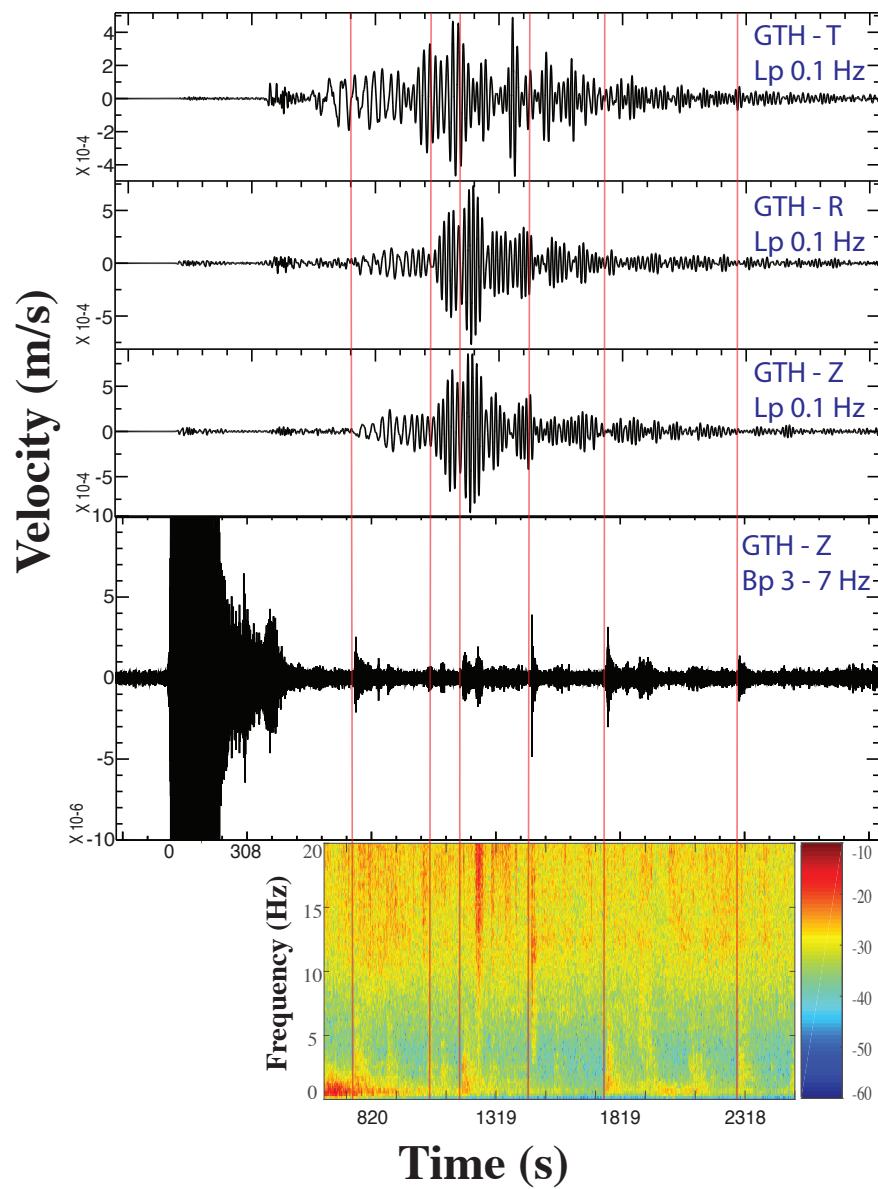 GTH - T
Lp 0.1 Hz
4
2
0
-2
-4
X 10-4
GTH - R
Lp 0.1 Hz
5
0
-5
X 10-4
GTH - Z
Lp 0.1 Hz
5
0
-5
X 10-4
Velocity (m/s)
GTH - Z
Bp 3 - 7 Hz
10
5
0
-5
-10
X 10-6
0 308
Frequency (Hz)
20
15
10
5
0
-10
-20
-30
-40
-50
-60
820 1319 1819 2318
Time (s)